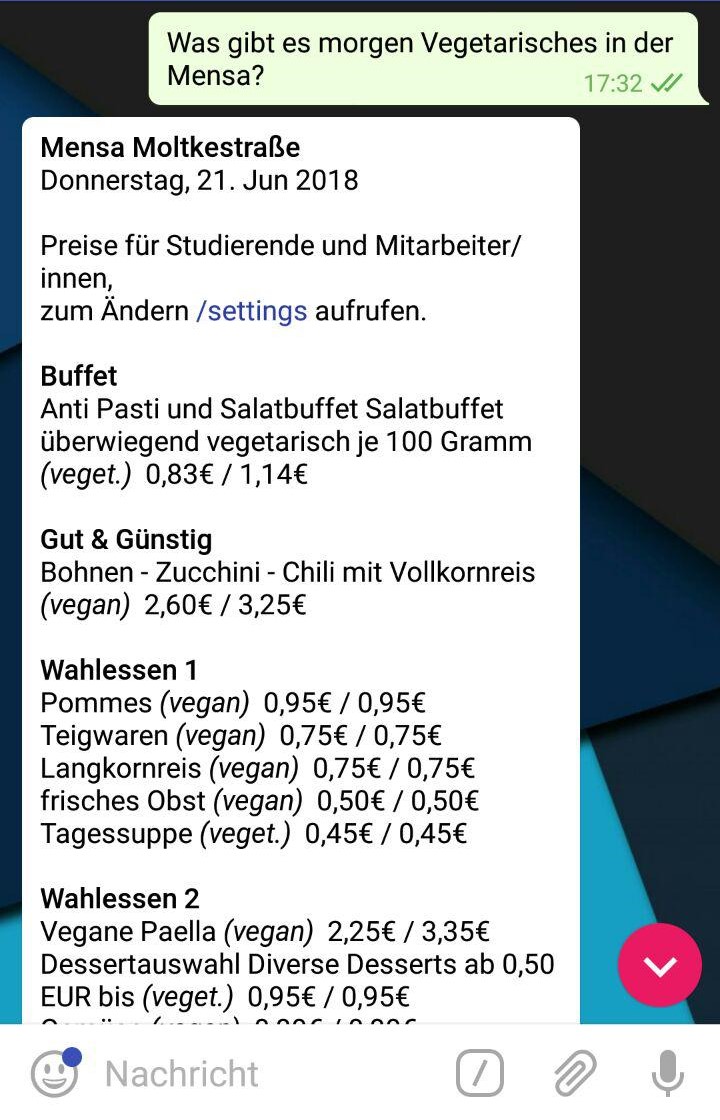 Was gibt es morgen Vegetarisches in der
Mensa?
17:32
Mensa Moltkestraße
Donnerstag, 21. Jun 2018
Preise für Studierende und Mitarbeiter/
innen,
zum Ändern /settings aufrufen.
Buffet
Anti Pasti und Salatbuffet Salatbuffet
überwiegend vegetarisch je 100 Gramm
(veget.) 0,83€ / 1,14€
Gut & Günstig
Bohnen - Zucchini - Chili mit Vollkornreis
(vegan) 2,60€ / 3,25€
Wahlessen 1
Pommes (vegan) 0,95€ / 0,95€
Teigwaren (vegan) 0,75€ / 0,75€
Langkornreis (vegan) 0,75€ / 0,75€
frisches Obst (vegan) 0,50€ / 0,50€
Tagessuppe (veget.) 0,45€ / 0,45€
Wahlessen 2
Vegane Paella (vegan) 2,25€ / 3,35€
Dessertauswahl Diverse Desserts ab 0,50
EUR bis (veget.) 0,95€ / 0,95€
Nachricht